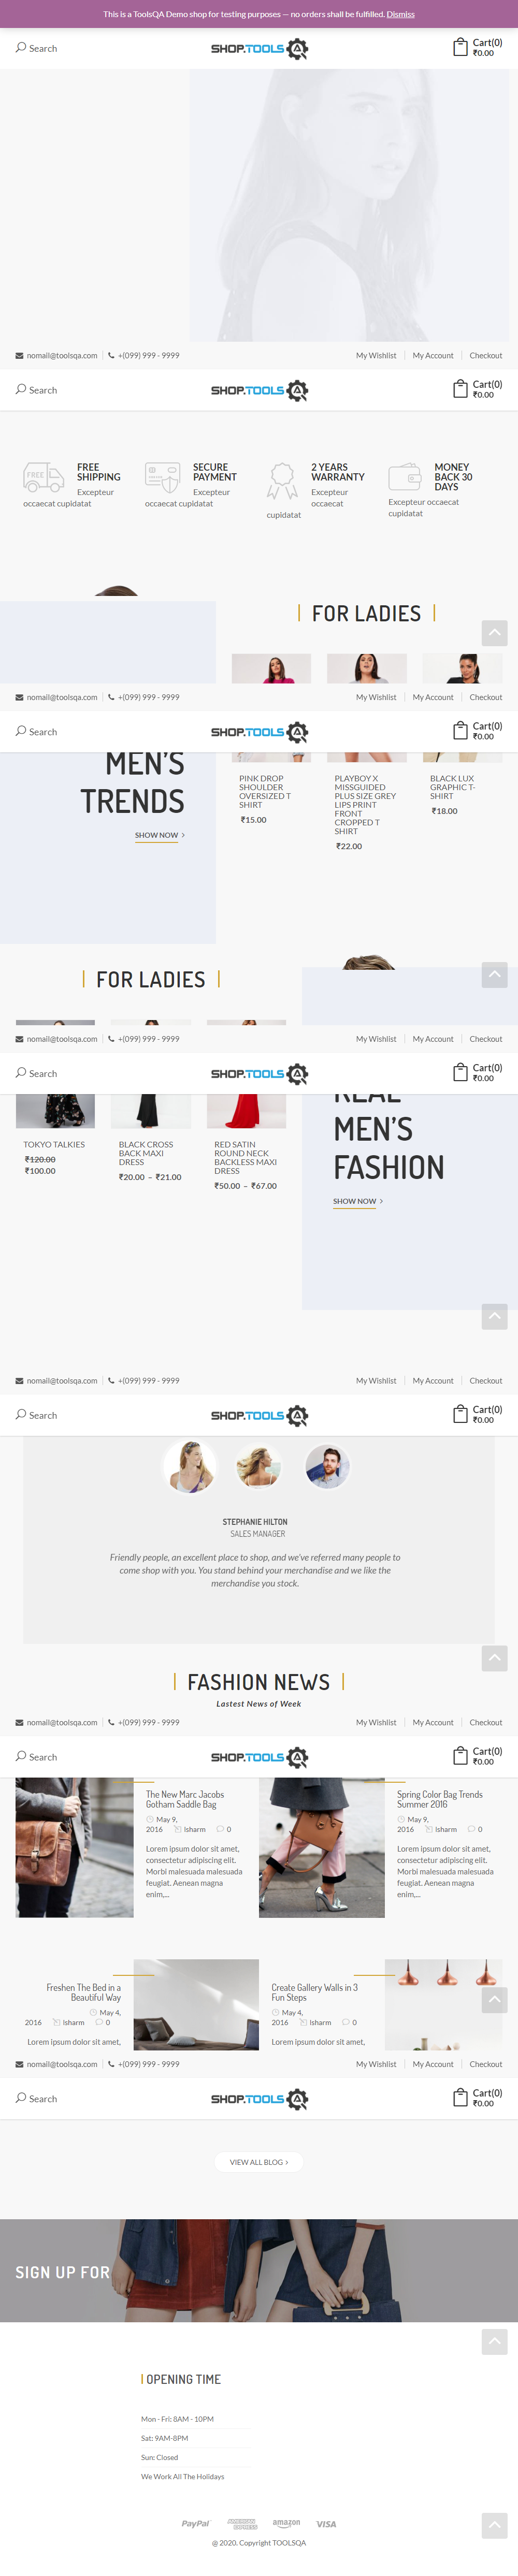 This is a ToolsQA Demo shop for testing purposes — no orders shall be fulfilled. Dismiss
Search
SHOP.TOOLS
Cart(0)
₹0.00
nomail@toolsqa.com
+(099) 999 - 9999
My Wishlist
My Account
Checkout
Search
SHOP.TOOLS
Cart(0)
₹0.00
FREE
FREE
SHIPPING
Excepteur
occaecat cupidatat
SECURE
PAYMENT
Excepteur
occaecat cupidatat
2 YEARS
WARRANTY
Excepteur
occaecat
cupidatat
MONEY
BACK 30
DAYS
Excepteur occaecat
cupidatat
FOR LADIES
nomail@toolsqa.com
+(099) 999 - 9999
My Wishlist
My Account
Checkout
Search
SHOP.TOOLS
Cart(0)
₹0.00
MEN'S
TRENDS
SHOW NOW
PINK DROP
SHOULDER
OVERSIZED T
SHIRT
₹15.00
PLAYBOY X
MISSGUIDED
PLUS SIZE GREY
LIPS PRINT
FRONT
CROPPED T
SHIRT
₹22.00
BLACK LUX
GRAPHIC T-
SHIRT
₹18.00
FOR LADIES
nomail@toolsqa.com
+(099) 999 - 9999
My Wishlist
My Account
Checkout
Search
SHOP.TOOLS
Cart(0)
₹0.00
TOKYO TALKIES
₹120.00
₹100.00
BLACK CROSS
BACK MAXI
DRESS
₹20.00 – ₹21.00
RED SATIN
ROUND NECK
BACKLESS MAXI
DRESS
₹50.00 – ₹67.00
REAL
MEN'S
FASHION
SHOW NOW
nomail@toolsqa.com
+(099) 999 - 9999
My Wishlist
My Account
Checkout
Search
SHOP.TOOLS
Cart(0)
₹0.00
STEPHANIE HILTON
SALES MANAGER
Friendly people, an excellent place to shop, and we've referred many people to
come shop with you. You stand behind your merchandise and we like the
merchandise you stock.
FASHION NEWS
Lastest News of Week
nomail@toolsqa.com
+(099) 999 - 9999
My Wishlist
My Account
Checkout
Search
SHOP.TOOLS
Cart(0)
₹0.00
The New Marc Jacobs
Gotham Saddle Bag
May 9,
2016 lsharm 0
Lorem ipsum dolor sit amet,
consectetur adipiscing elit.
Morbi malesuada malesuada
feugiat. Aenean magna
enim,...
Spring Color Bag Trends
Summer 2016
May 9,
2016 lsharm 0
Lorem ipsum dolor sit amet,
consectetur adipiscing elit.
Morbi malesuada malesuada
feugiat. Aenean magna
enim,...
Freshen The Bed in a
Beautiful Way
May 4,
2016 lsharm 0
Lorem ipsum dolor sit amet,
Create Gallery Walls in 3
Fun Steps
May 4,
2016 lsharm 0
Lorem ipsum dolor sit amet,
nomail@toolsqa.com
+(099) 999 - 9999
My Wishlist
My Account
Checkout
Search
SHOP.TOOLS
Cart(0)
₹0.00
VIEW ALL BLOG
SIGN UP FOR
OPENING TIME
Mon - Fri: 8AM - 10PM
Sat: 9AM-8PM
Sun: Closed
We Work All The Holidays
PayPal
AMERICAN EXPRESS
amazon
VISA
@ 2020. Copyright TOOLSQA